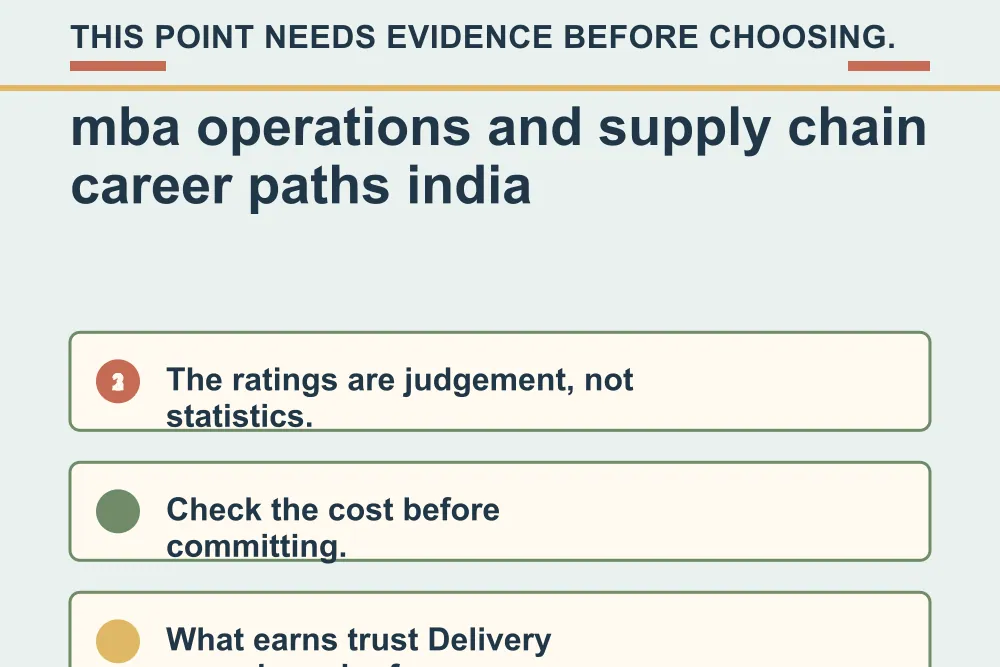 THIS POINT NEEDS EVIDENCE BEFORE CHOOSING.
mba operations and supply chain
career paths india
The ratings are judgement, not
statistics.
Check the cost before
committing.
What earns trust Delivery